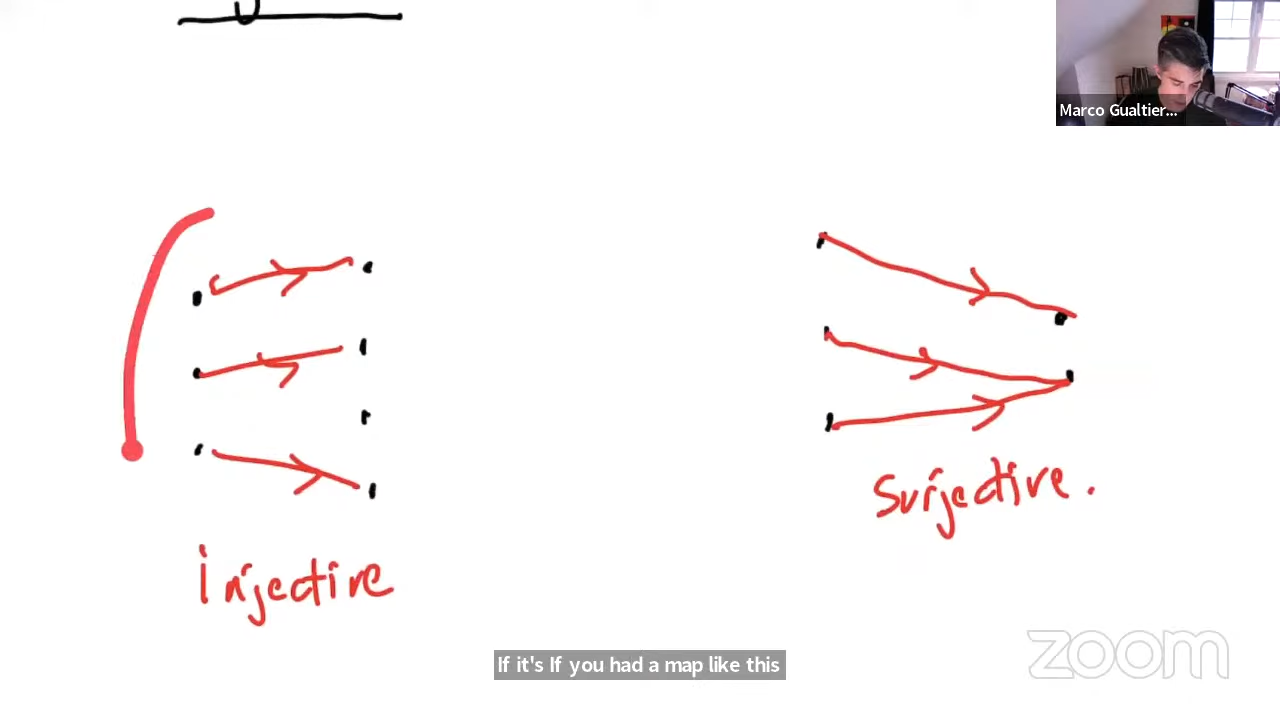 Marco Gualtier...
injective
Surjective.
If it's If you had a map like this
zoom